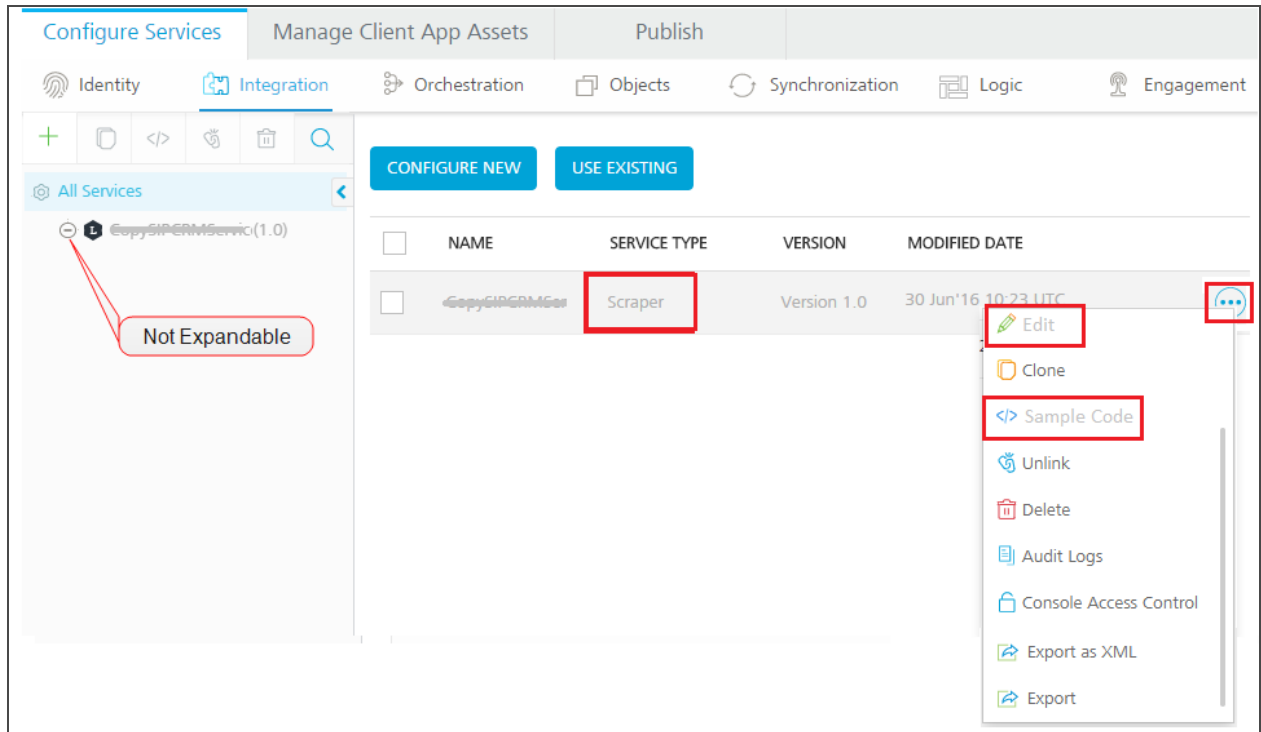 Configure Services Manage Client App Assets Publish
Identity Integration Orchestration Objects Synchronization Logic Engagement
CONFIGURE NEW USE EXISTING
All Services
CopySIPCRMServic(1.0)
NAME SERVICE TYPE VERSION MODIFIED DATE
CopySIPCRMSer Scraper Version 1.0 30 Jun'16 10:23 UTC
Not Expandable
Edit
Clone
</> Sample Code
Unlink
Delete
Audit Logs
Console Access Control
Export as XML
Export